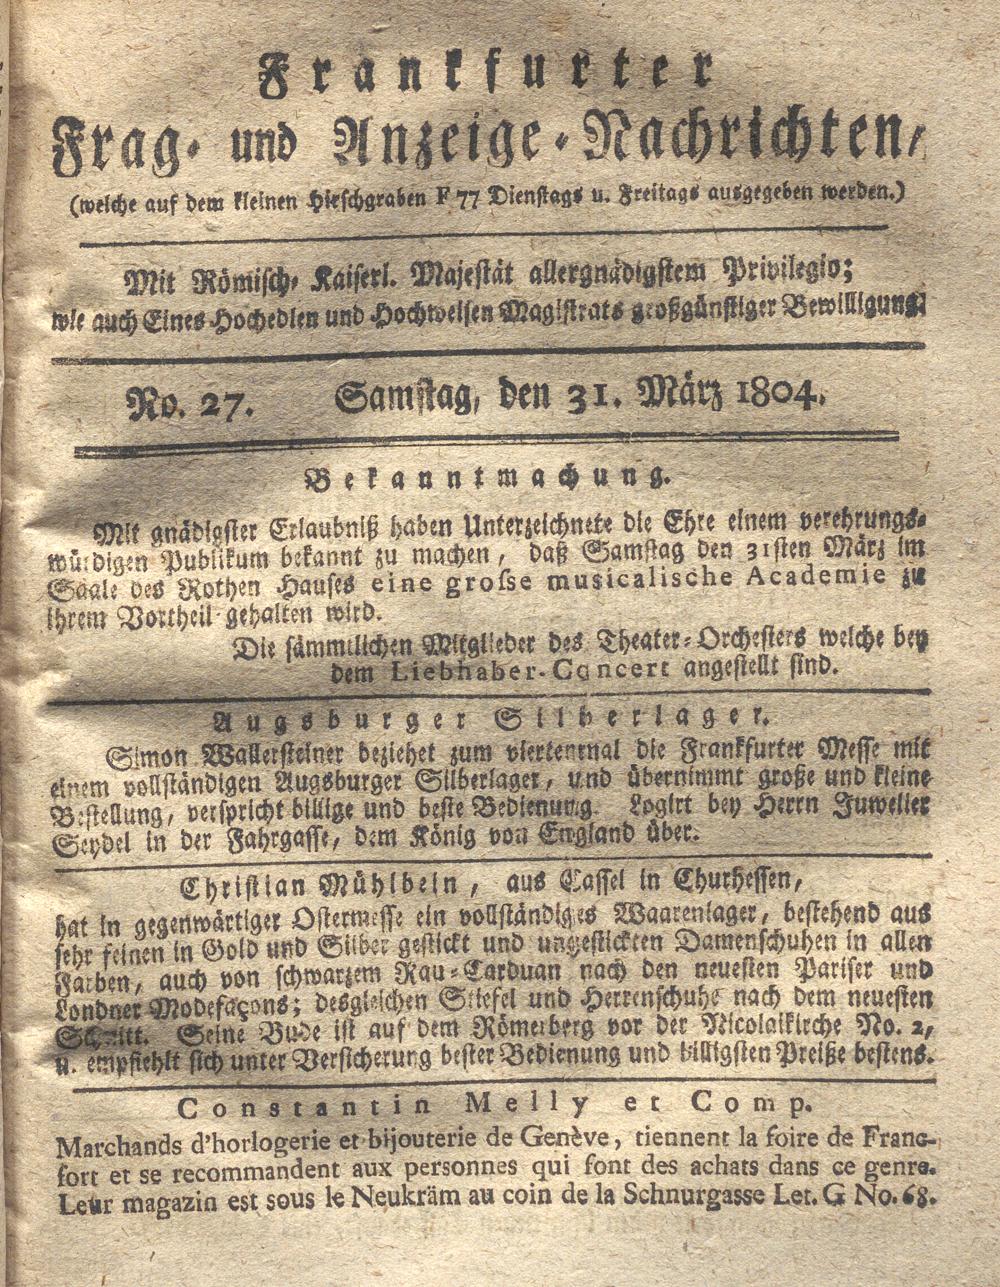 Frankfurter
Frag- und Anzeige-Nachrichten,
(welche auf dem kleinen Hirschgraben F 77 Dienstags u. Freitags ausgegeben werden.)
Mit Römisch- Kaiserl. Majestät allergnädigstem Privilegio;
wie auch Eines Hochedlen und Hochweisen Magistrats großgünstiger Bewilligung.
No. 27. Samstag, den 31. März 1804.
Bekanntmachung.
Mit gnädigster Erlaubniß haben Unterzeichnete die Ehre einem verehrungs-
würdigen Publikum bekannt zu machen, daß Samstag den 31sten März im
Saale des Rothen Hauses eine grosse musicalische Academie zu
ihrem Vortheil gehalten wird.
Die sämmtlichen Mitglieder des Theater-Orchesters welche bey
dem Liebhaber-Concert angestellt sind.
Augsburger Silberlager.
Simon Wallersteiner beziehet zum viertenmal die Frankfurter Messe mit
einem vollständigen Augsburger Silberlager, und übernimmt große und kleine
Bestellung, verspricht billige und beste Bedienung. Logirt bey Herrn Juwelier
Seydel in der Fahrgasse, dem König von England über.
Christian Mühlbein, aus Cassel in Churhessen,
hat in gegenwärtiger Ostermesse ein vollständiges Waarenlager, bestehend aus
sehr feinen in Gold und Silber gestickt und ungestickten Damenschuhen in allen
Farben, auch von schwarzem Rau-Carduan nach den neuesten Pariser und
Londner Modefaçons; desgleichen Stiefel und Herrenschuhe nach dem neuesten
Schnitt. Seine Bude ist auf dem Römerberg vor der Nicolaikirche No. 2,
u. empfiehlt sich unter Versicherung bester Bedienung und billigsten Preiße bestens.
Constantin Melly et Comp.
Marchands d'horlogerie et bijouterie de Genève, tiennent la foire de Franc-
fort et se recommandent aux personnes qui font des achats dans ce genre.
Leur magazin est sous le Neukräm au coin de la Schnurgasse Let. G No. 68.